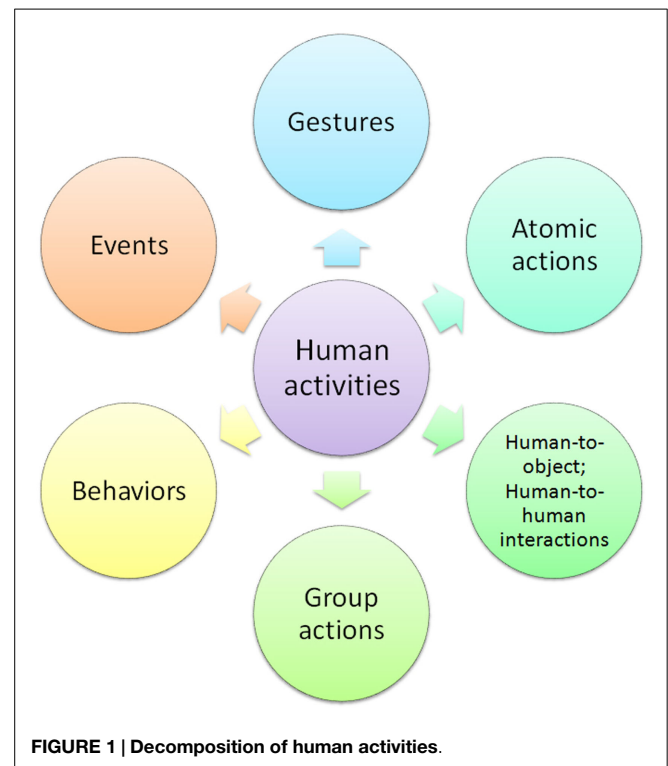 Gestures
Events
Atomic
actions
Human
activities
Behaviors
Human-to-
object;
Human-to-
human
interactions
Group
actions
FIGURE 1 | Decomposition of human activities.